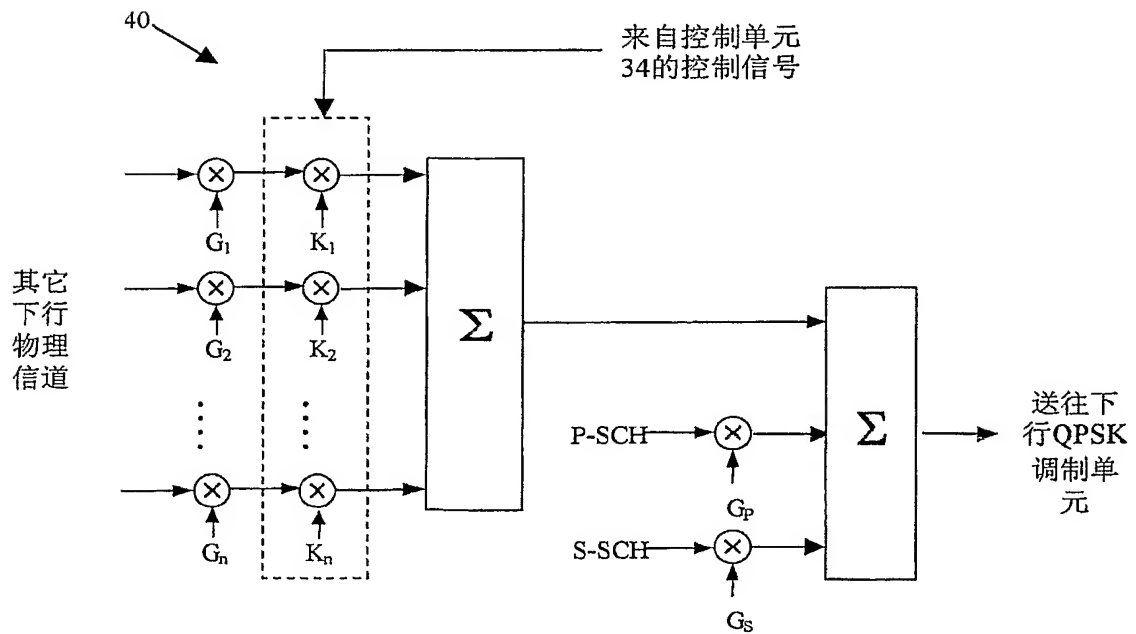 40
来自控制单元
34的控制信号
G₁
K₁
其它
下行
物理
信道
G₂
K₂
Σ
Σ
P-SCH
G_P
S-SCH
G_S
Gₙ
Kₙ
送往下
行QPSK
调制单
元